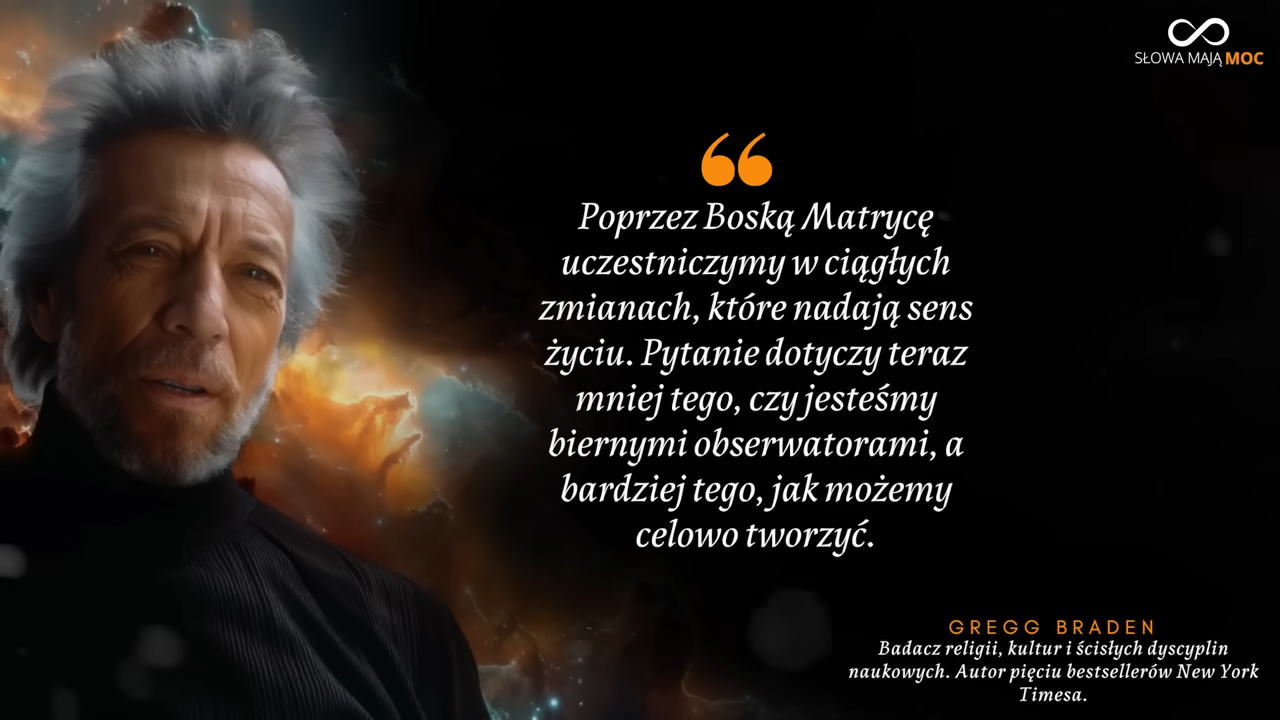 SŁOWA MAJĄ MOC
Poprzez Boską Matrycę
uczestniczymy w ciągłych
zmianach, które nadają sens
życiu. Pytanie dotyczy teraz
mniej tego, czy jesteśmy
biernymi obserwatorami, a
bardziej tego, jak możemy
celowo tworzyć.
GREGG BRADEN
Badacz religii, kultur i ścisłych dyscyplin
naukowych. Autor pięciu bestsellerów New York
Timesa.